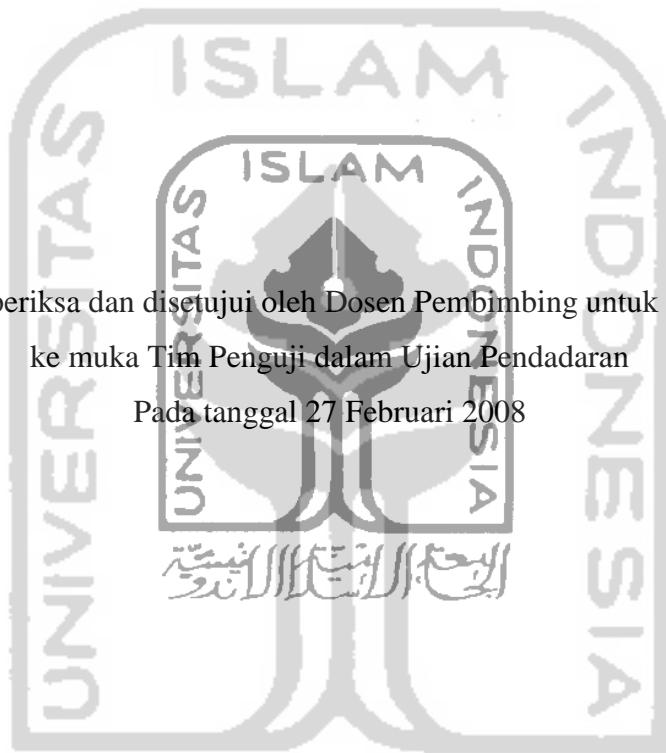 ISLAM
UNIVERSITAS
INDONESIA
ISLAM
UNIVERSITAS
INDONESIA
periksa dan disetujui oleh Dosen Pembimbing untuk
ke muka Tim Penguji dalam Ujian Pendadaran
Pada tanggal 27 Februari 2008